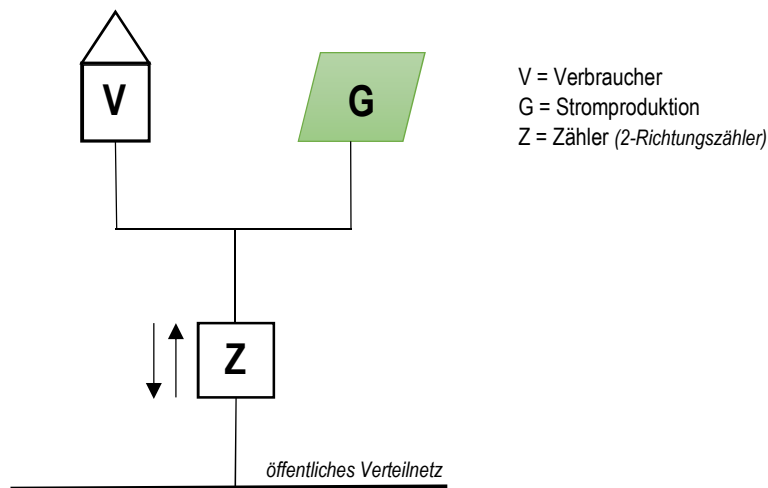 V
G
V = Verbraucher
G = Stromproduktion
Z = Zähler (2-Richtungszähler)
Z
öffentliches Verteilnetz